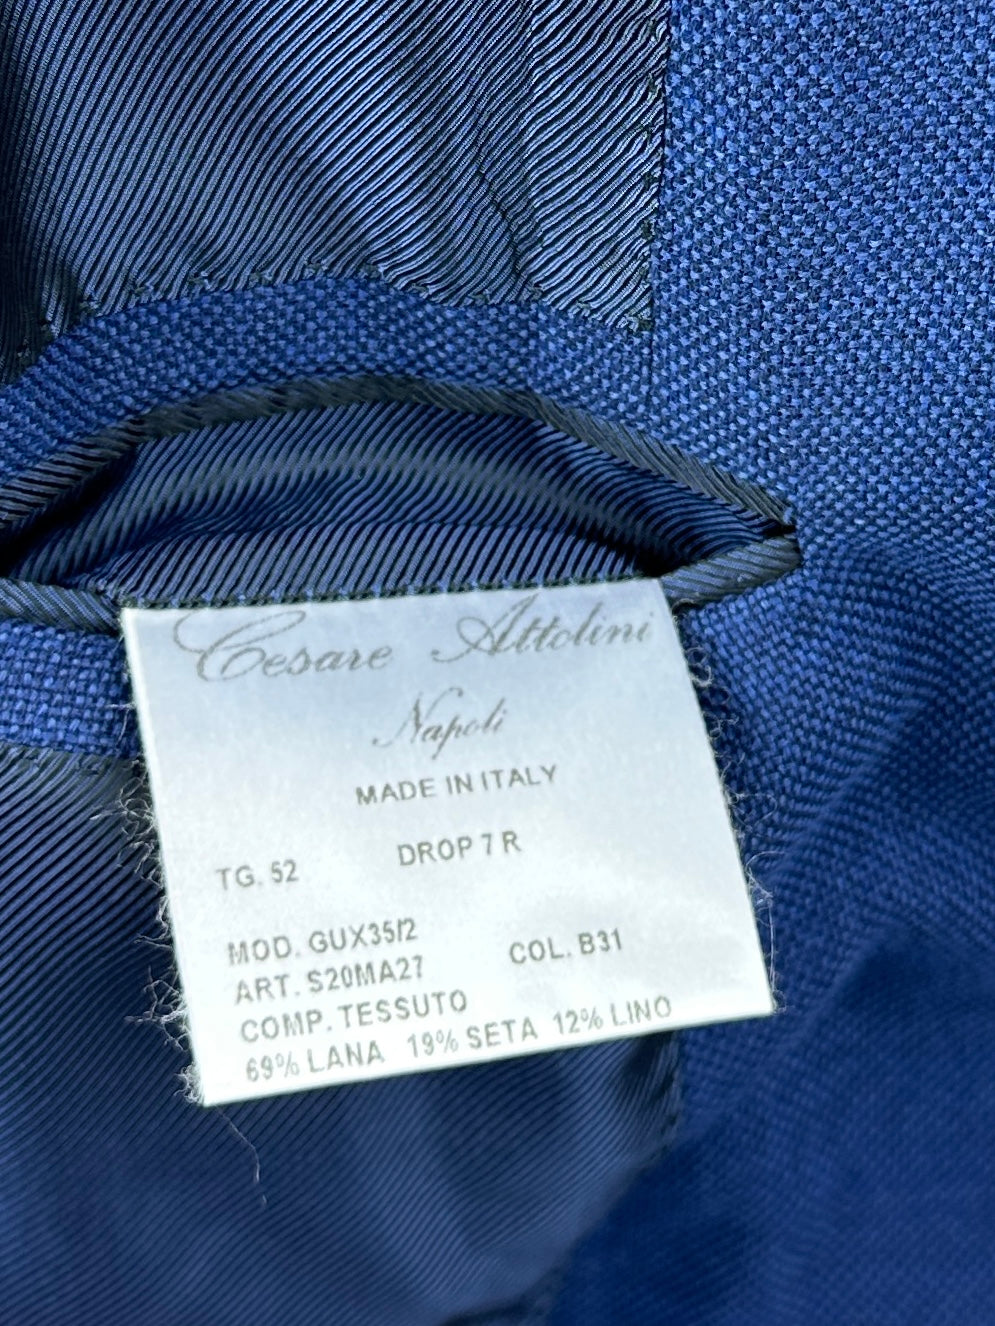 Cesare Attolini
Napoli
MADE IN ITALY
TG. 52 DROP 7 R
MOD. GUX35/2
ART. S20MA27 COL. B31
COMP. TESSUTO
69% LANA 19% SETA 12% LINO